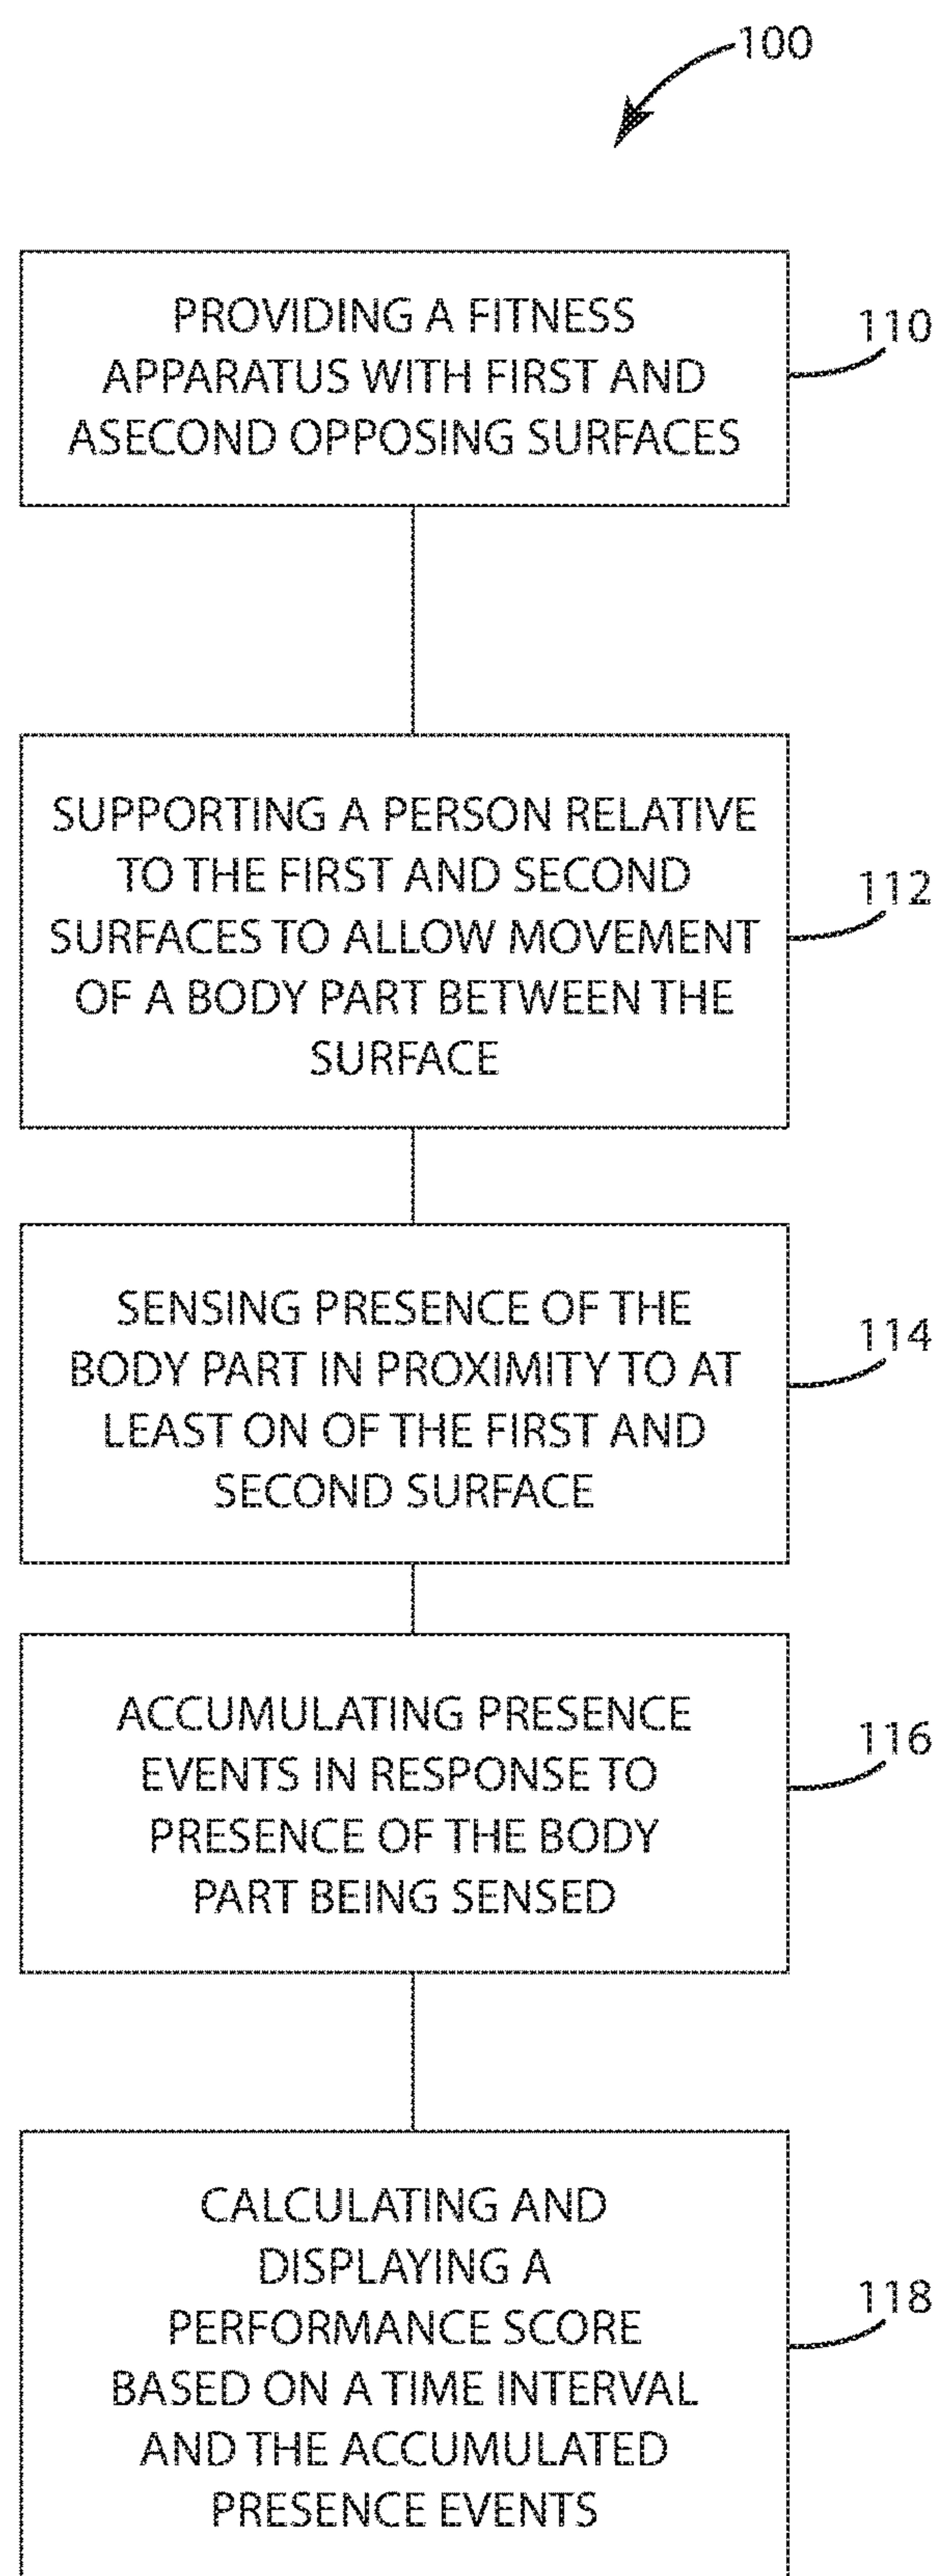 100
PROVIDING A FITNESS
APPARATUS WITH FIRST AND
ASECOND OPPOSING SURFACES
110
SUPPORTING A PERSON RELATIVE
TO THE FIRST AND SECOND
SURFACES TO ALLOW MOVEMENT
OF A BODY PART BETWEEN THE
SURFACE
112
SENSING PRESENCE OF THE
BODY PART IN PROXIMITY TO AT
LEAST ON OF THE FIRST AND
SECOND SURFACE
114
ACCUMULATING PRESENCE
EVENTS IN RESPONSE TO
PRESENCE OF THE BODY
PART BEING SENSED
116
CALCULATING AND
DISPLAYING A
PERFORMANCE SCORE
BASED ON A TIME INTERVAL
AND THE ACCUMULATED
PRESENCE EVENTS
118